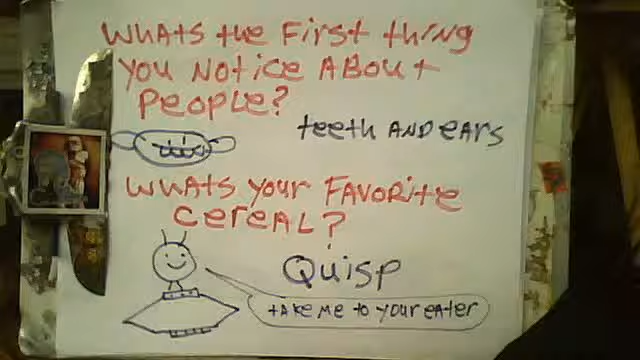 WHATS the FIRST thing
YOU NOTICE ABOUT
PEOPLE?
teeth AND EARS
WHATS YOUR FAVORITE
CEREAL?
QUISP
tAKE ME tO YOUR EATER